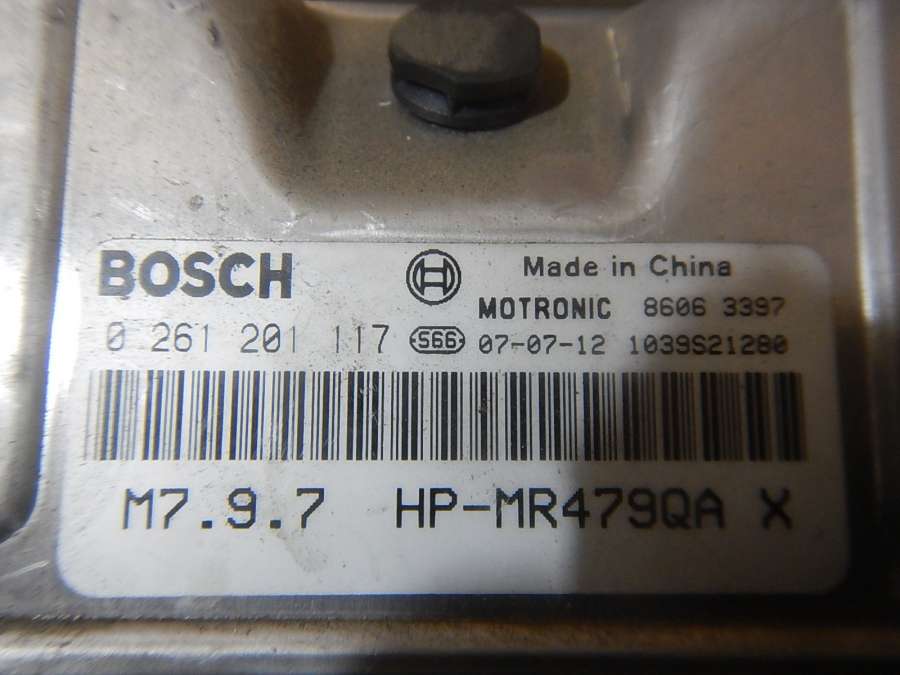 BOSCH
Made in China
MOTRONIC 8606 3397
0 261 201 117 566 07-07-12 1039S21280
M7.9.7 HP-MR479QA X